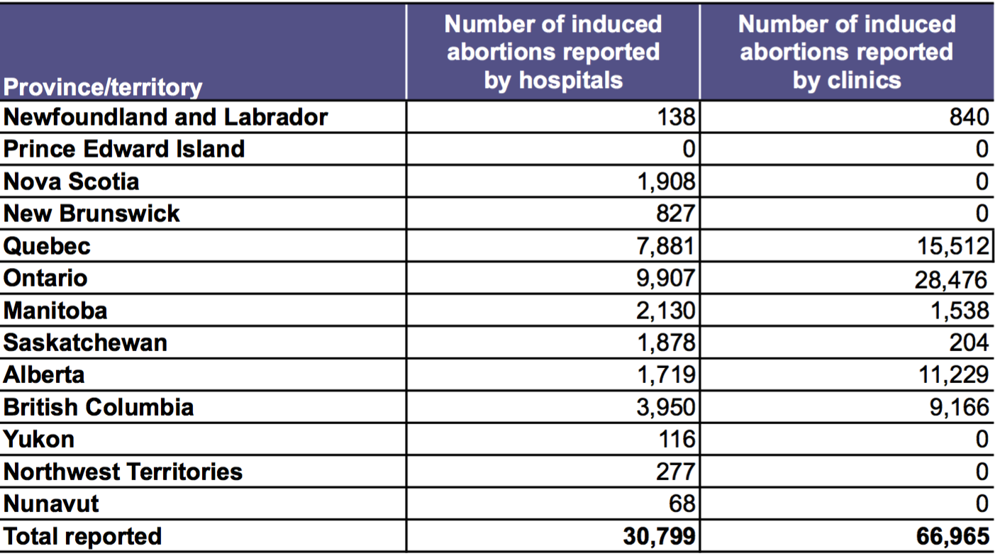 Province/territory Number of induced abortions reported by hospitals Number of induced abortions reported by clinics
Newfoundland and Labrador 138 840
Prince Edward Island 0 0
Nova Scotia 1,908 0
New Brunswick 827 0
Quebec 7,881 15,512
Ontario 9,907 28,476
Manitoba 2,130 1,538
Saskatchewan 1,878 204
Alberta 1,719 11,229
British Columbia 3,950 9,166
Yukon 116 0
Northwest Territories 277 0
Nunavut 68 0
Total reported 30,799 66,965